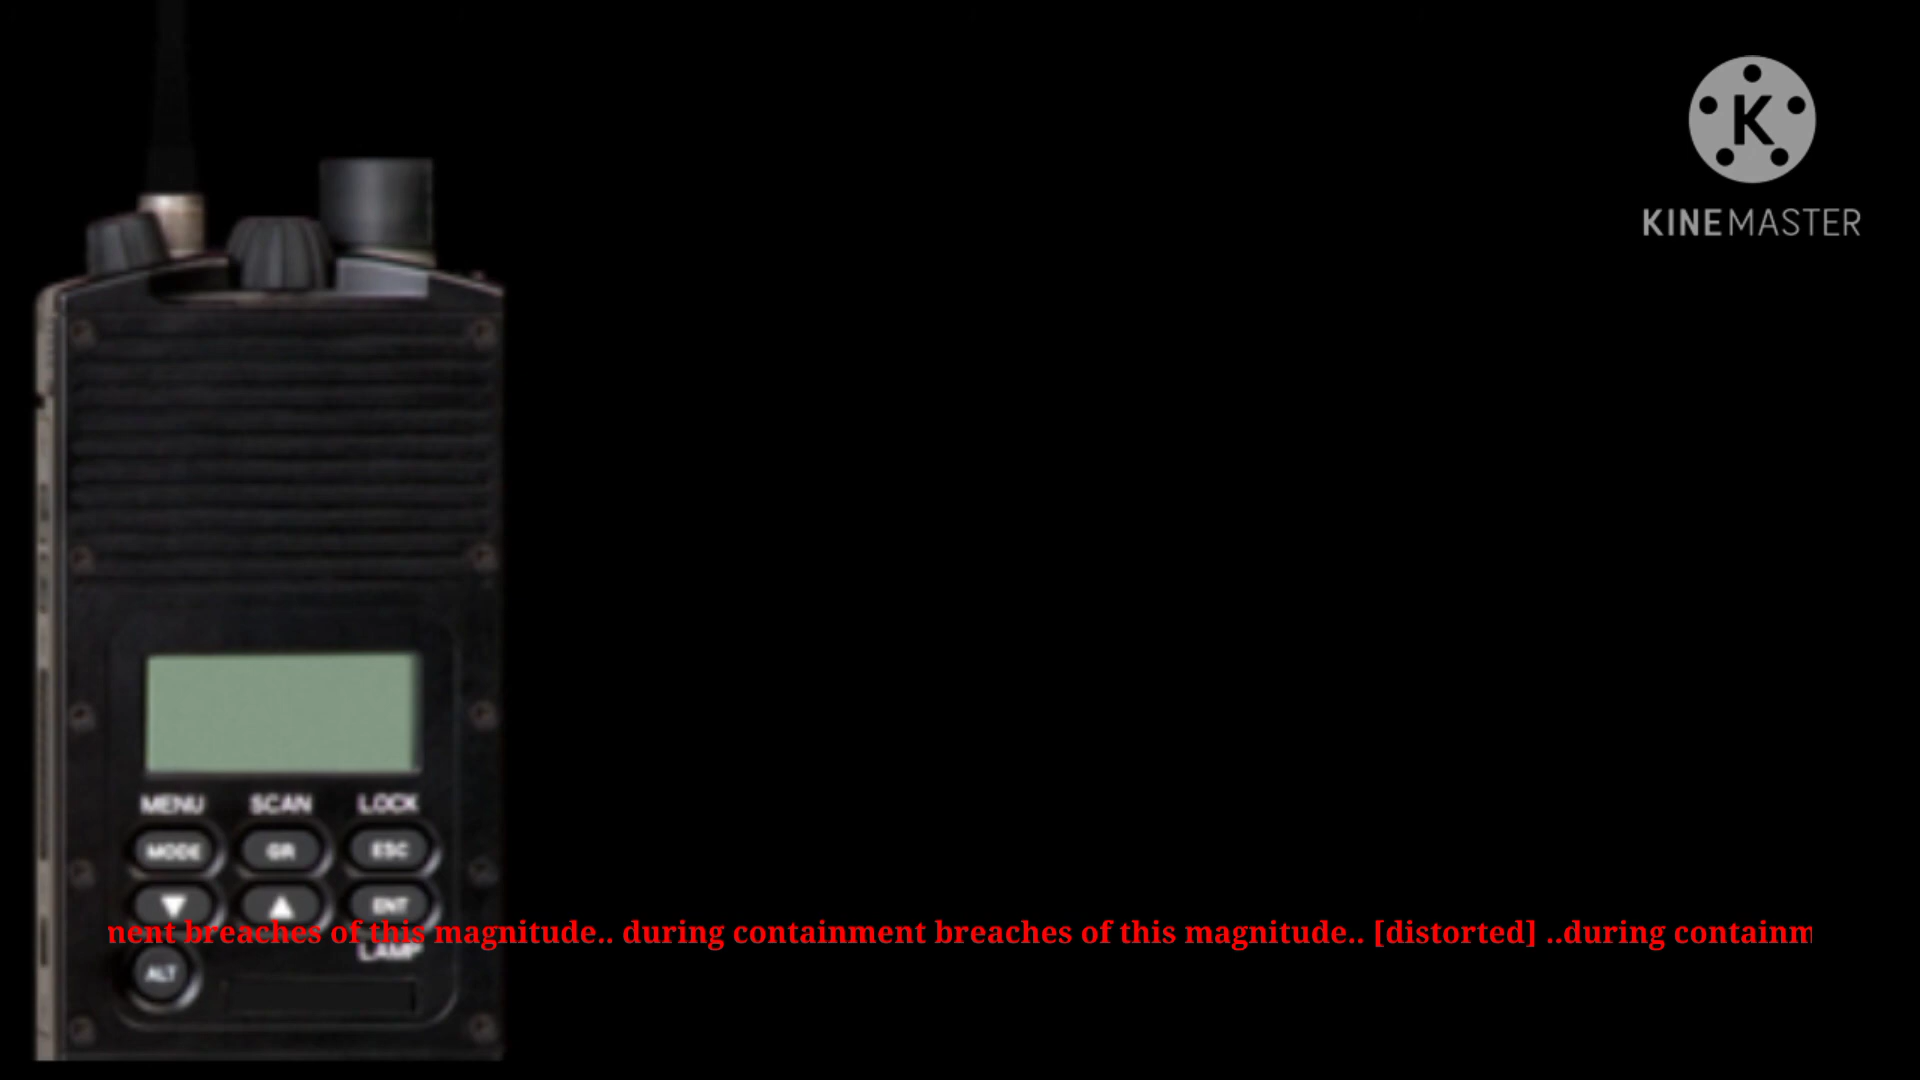 K
KINEMASTER
MENU SCAN LOCK
MODE GR ESC
ENT
nent breaches of this magnitude.. during containment breaches of this magnitude.. [distorted] ..during containm
LAMP
ALT